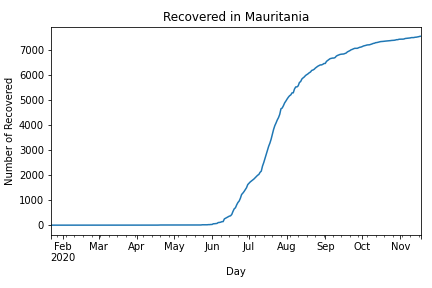 Recovered in Mauritania
Number of Recovered
7000
6000
5000
4000
3000
2000
1000
0
Feb Mar Apr May Jun Jul Aug Sep Oct Nov
2020
Day